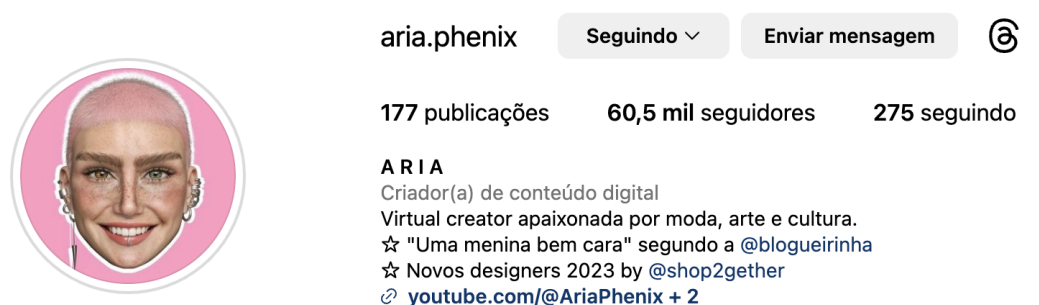 aria.phenix Seguindo Enviar mensagem
177 publicações 60,5 mil seguidores 275 seguindo
A R I A
Criador(a) de conteúdo digital
Virtual creator apaixonada por moda, arte e cultura.
☆ "Uma menina bem cara" segundo a @blogueirinha
☆ Novos designers 2023 by @shop2gether
youtube.com/@AriaPhenix + 2